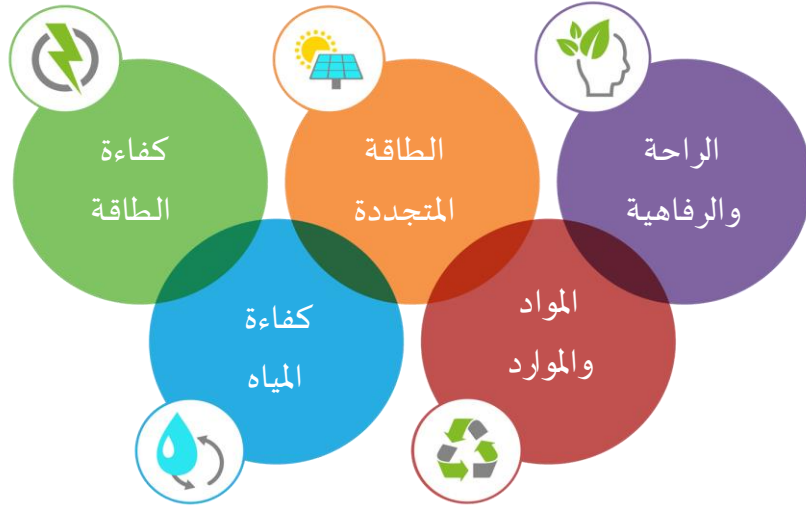 الراحة
والرفاهية
الطاقة
المتجددة
كفاءة
الطاقة
المواد
والموارد
كفاءة
المياه